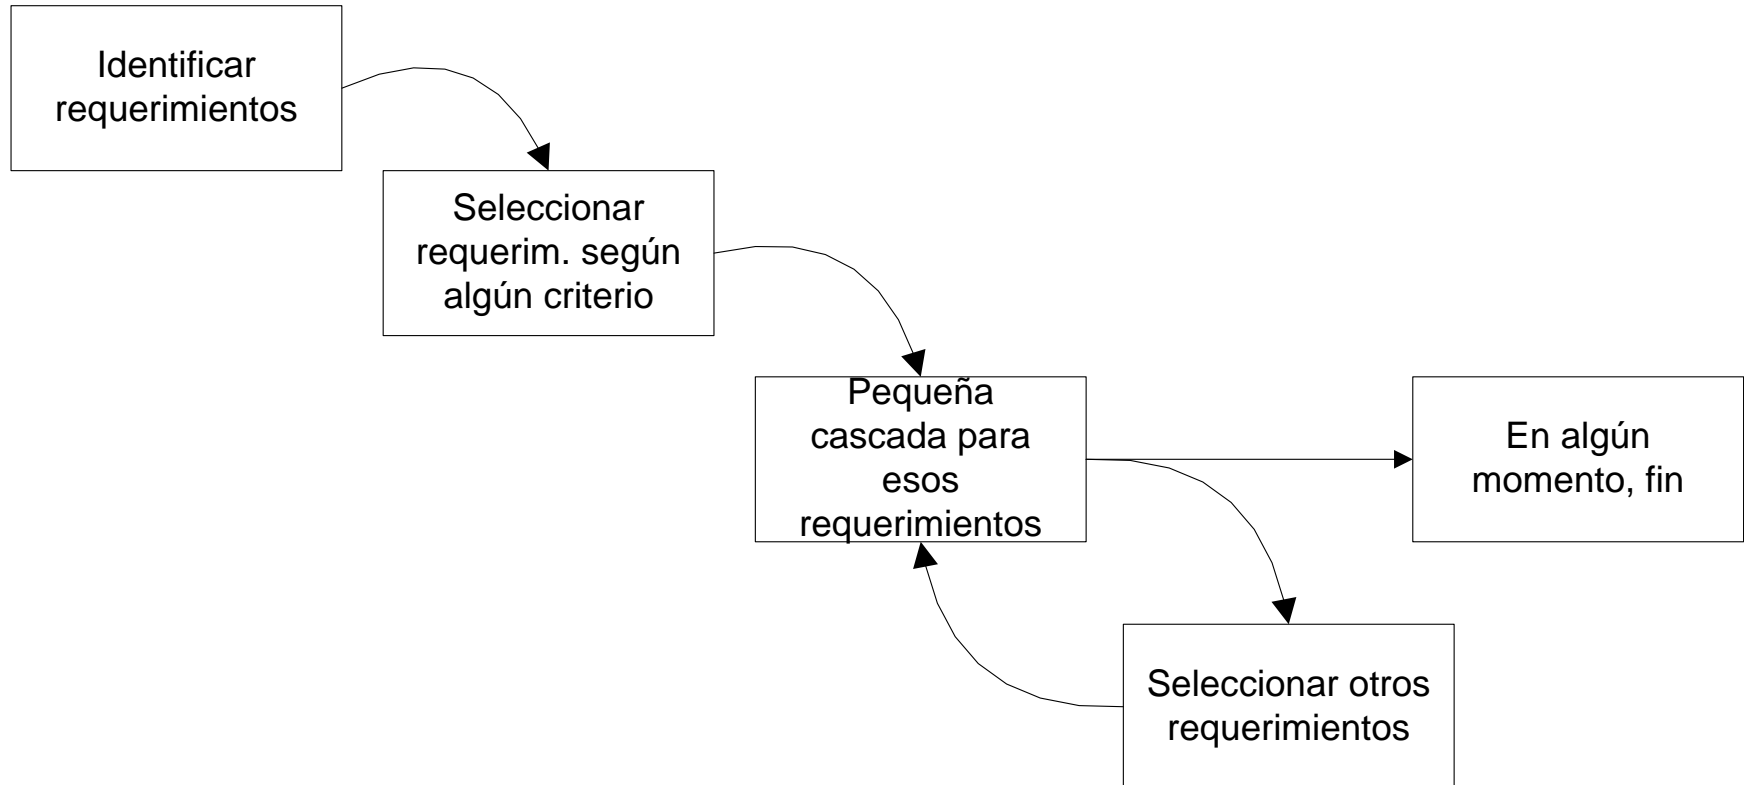 Identificar
requerimientos
Seleccionar
requerim. según
algún criterio
Pequeña
cascada para
esos
requerimientos
En algún
momento, fin
Seleccionar otros
requerimientos